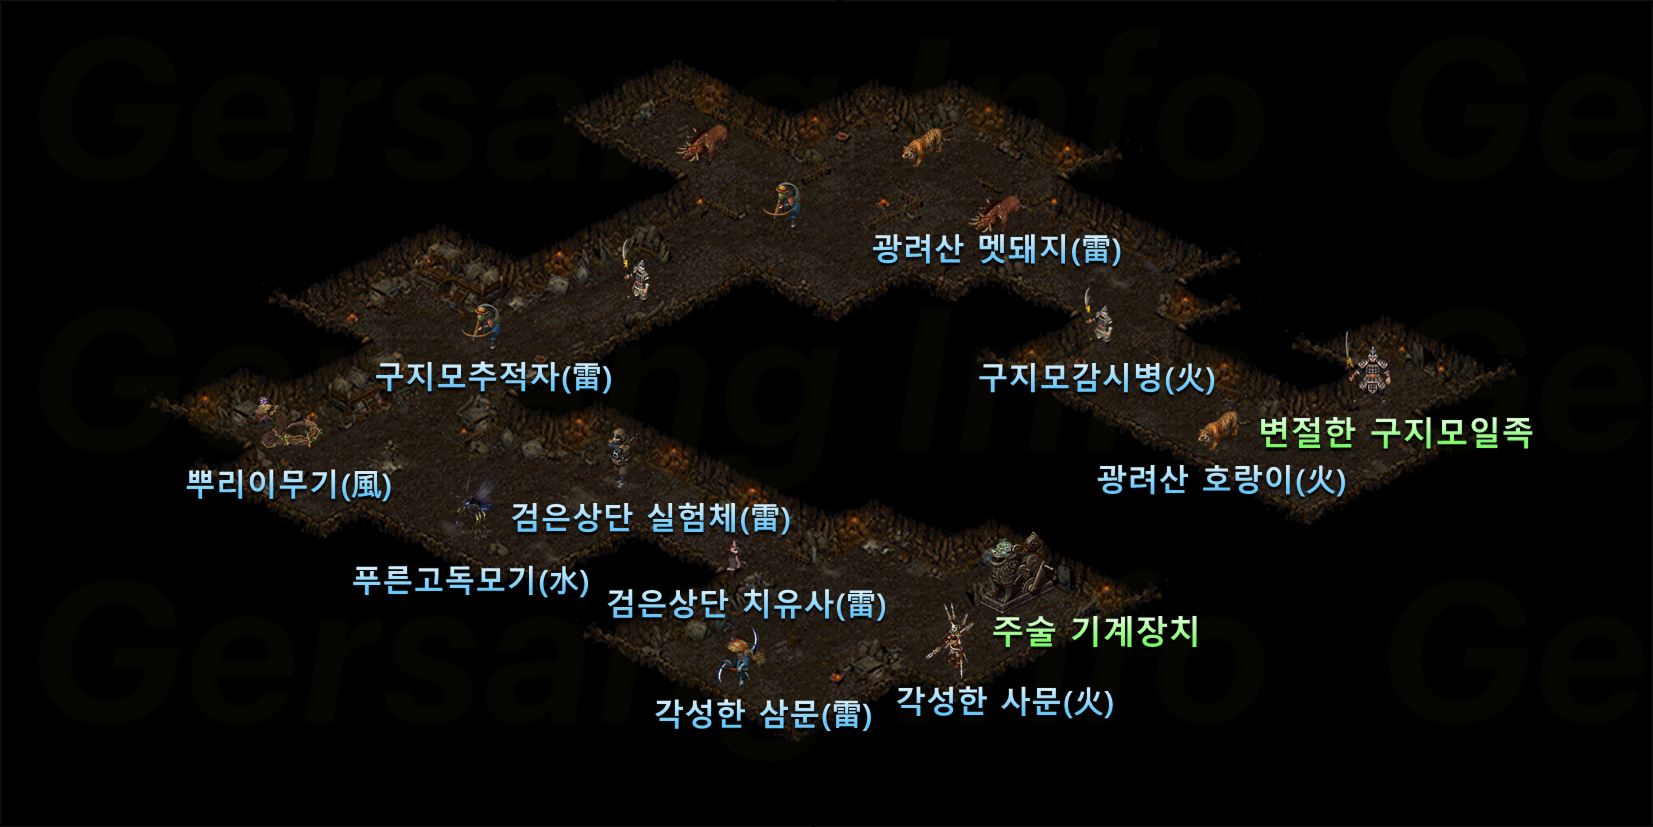 Gersang Info
광려산 멧돼지(雷)
구지모추적자(雷)
구지모감시병(火)
변절한 구지모일족
광려산 호랑이(火)
뿌리이무기(風)
검은상단 실험체(雷)
푸른고독모기(水)
검은상단 치유사(雷)
주술 기계장치
각성한 삼문(雷)
각성한 사문(火)